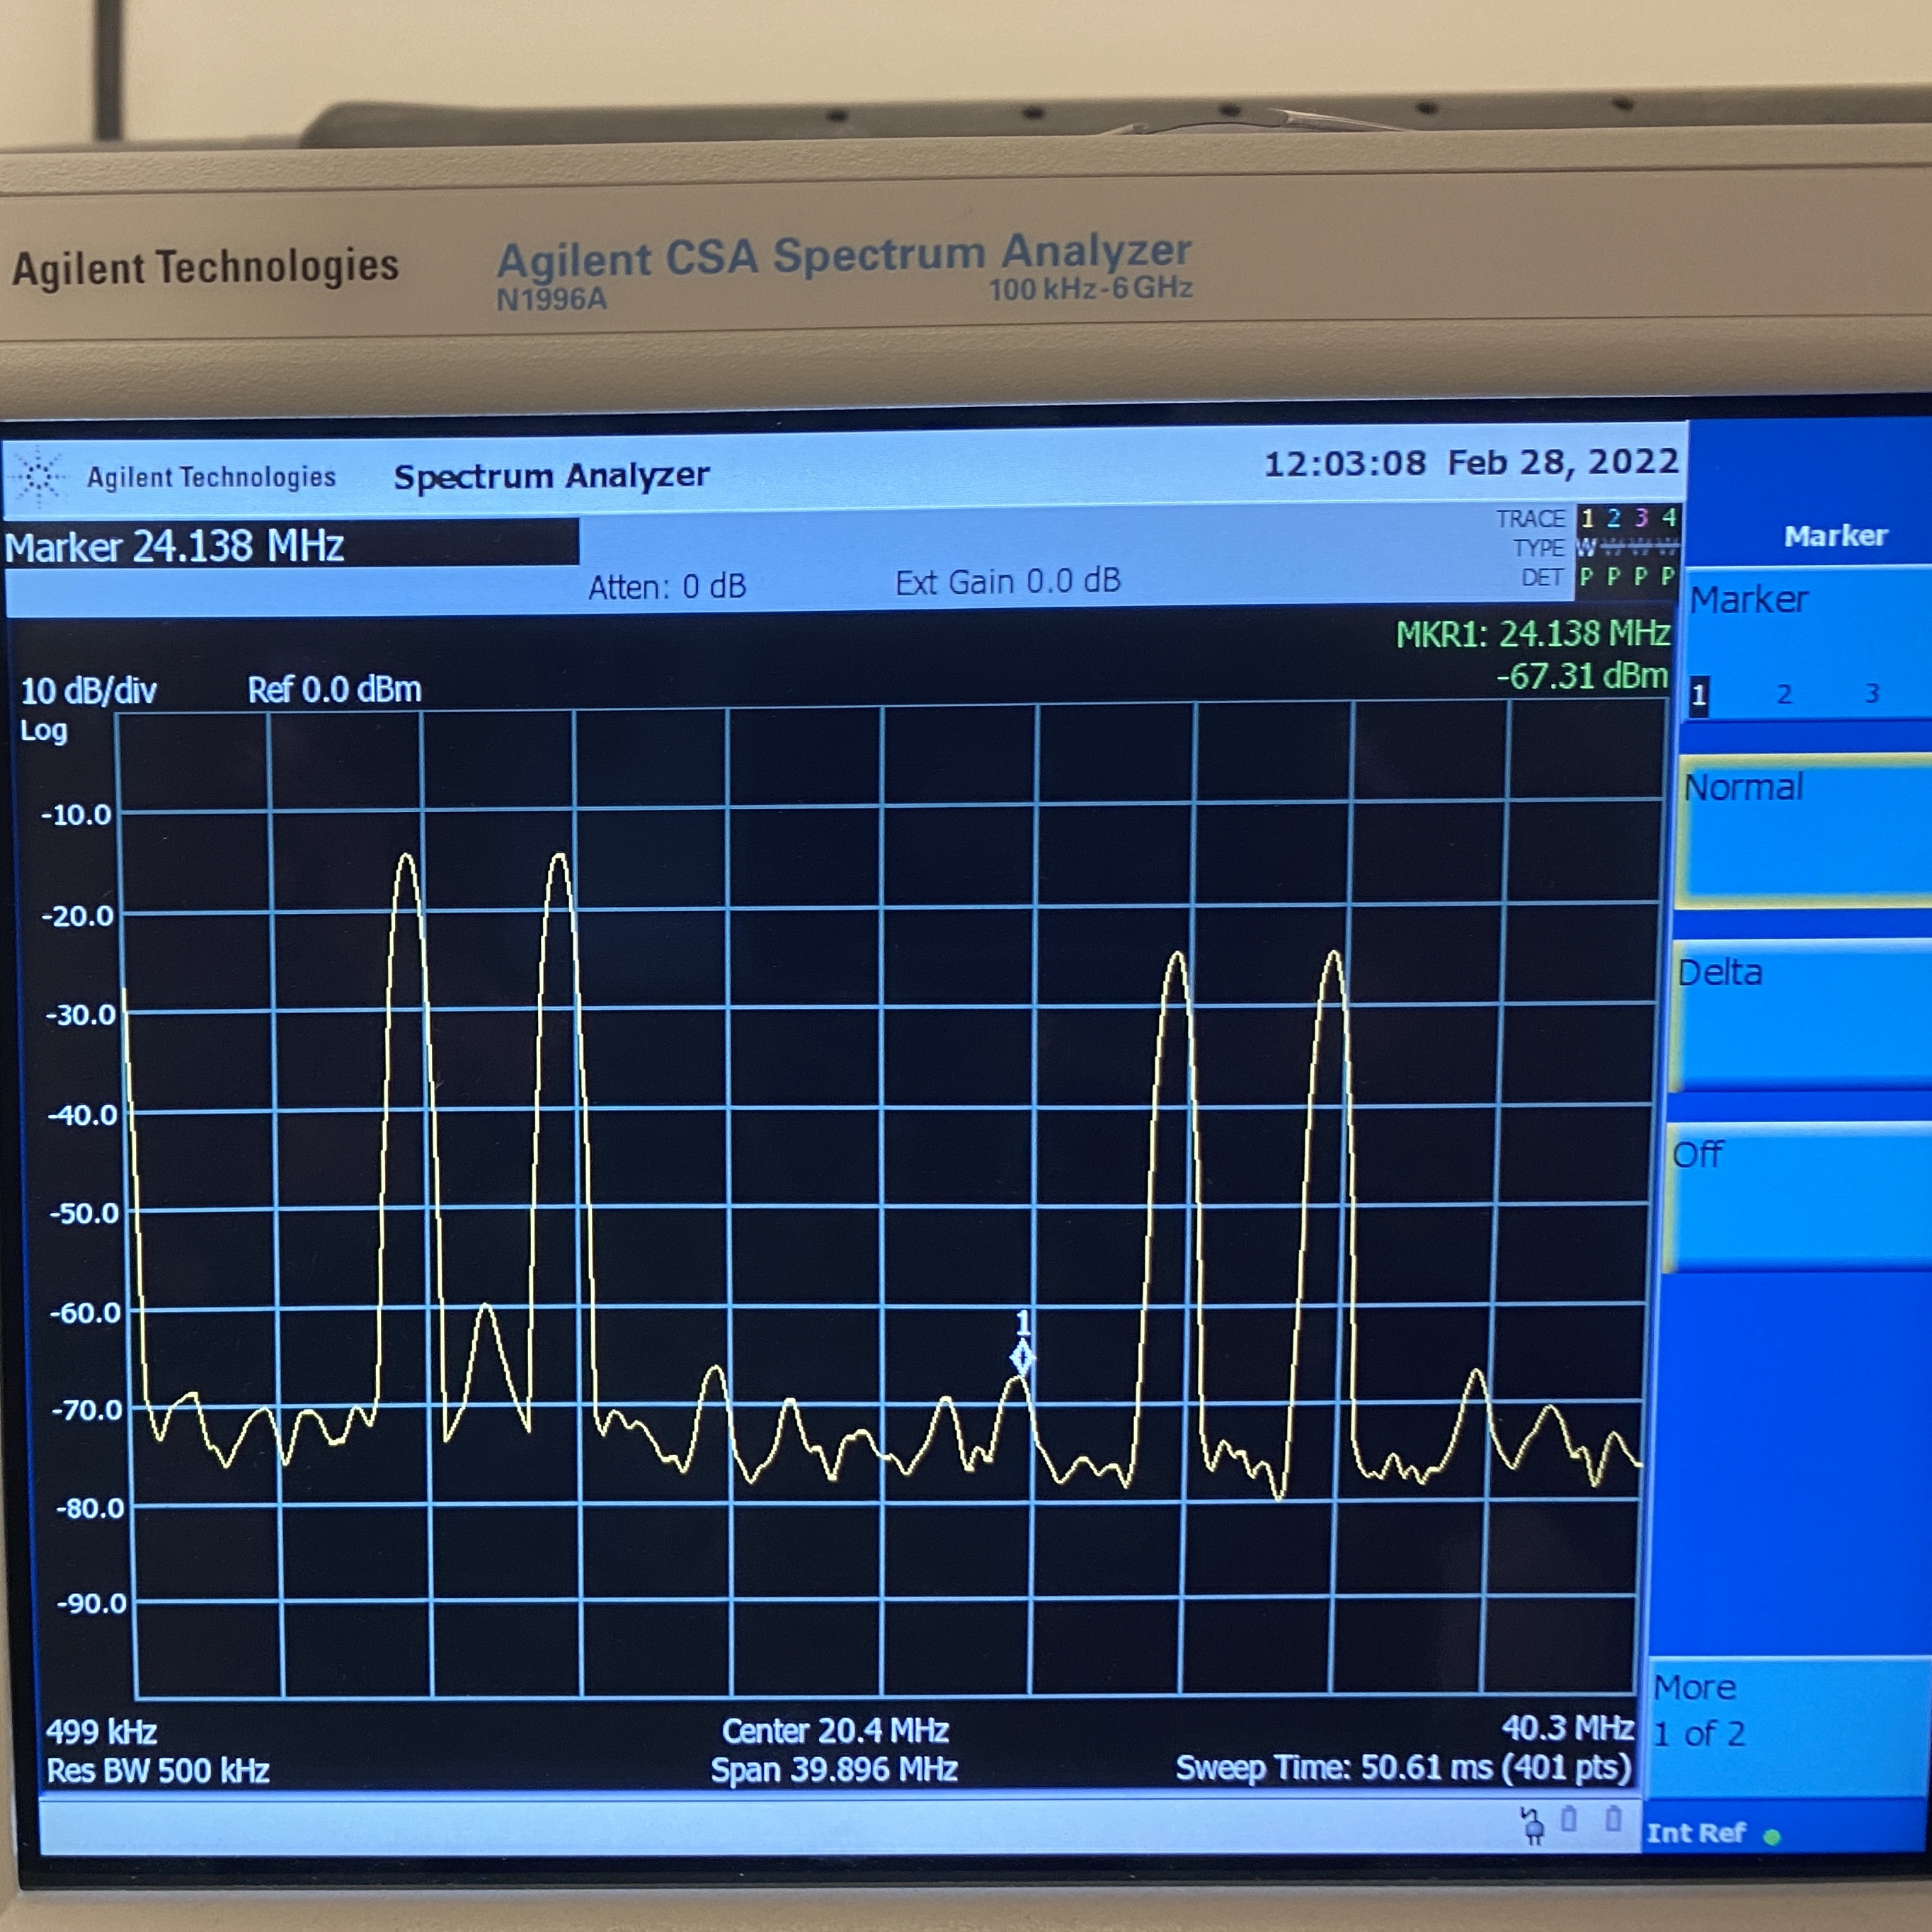 Agilent Technologies
Agilent CSA Spectrum Analyzer
N1996A 100 kHz-6 GHz
Agilent Technologies Spectrum Analyzer 12:03:08 Feb 28, 2022
Marker 24.138 MHz
TRACE 1 2 3 4
TYPE W
DET P P P P
Atten: 0 dB Ext Gain 0.0 dB
MKR1: 24.138 MHz
-67.31 dBm
10 dB/div Ref 0.0 dBm
Log
-10.0
-20.0
-30.0
-40.0
-50.0
-60.0
1
-70.0
-80.0
-90.0
499 kHz Center 20.4 MHz 40.3 MHz
Res BW 500 kHz Span 39.896 MHz Sweep Time: 50.61 ms (401 pts)
Marker
Marker
1 2 3
Normal
Delta
Off
More
1 of 2
Int Ref